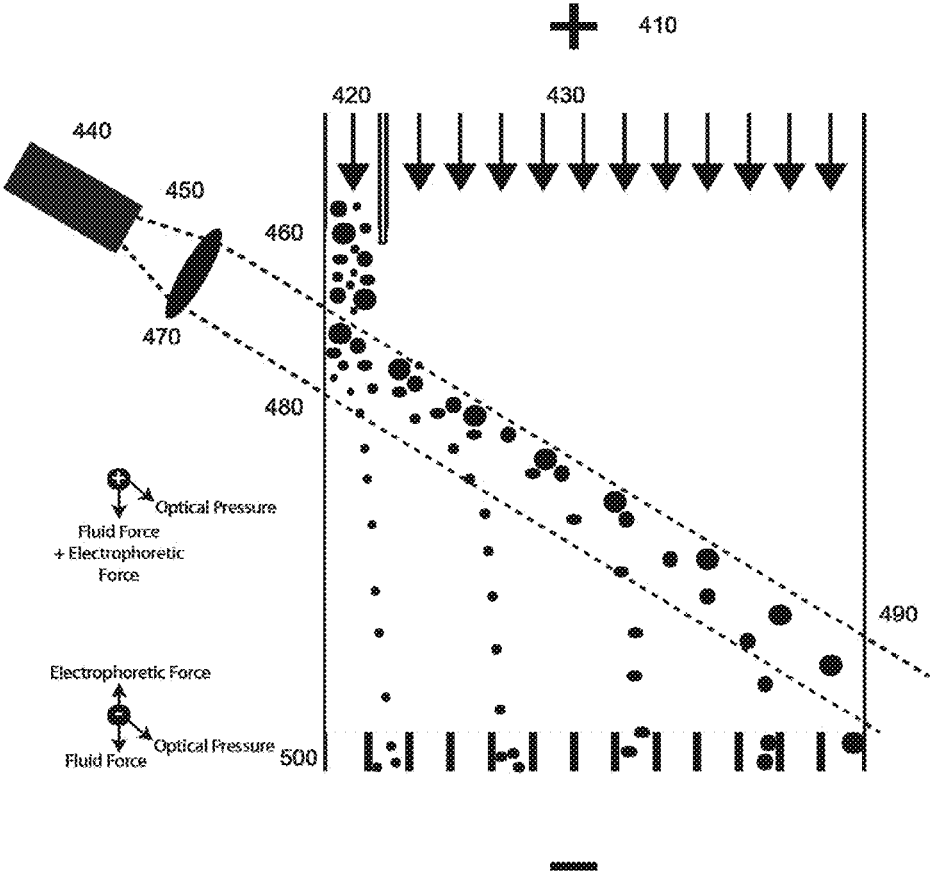 410
420
430
440
450
460
470
480
Optical Pressure
Fluid Force
+ Electrophoretic
Force
490
Electrophoretic Force
Optical Pressure
Fluid Force
500